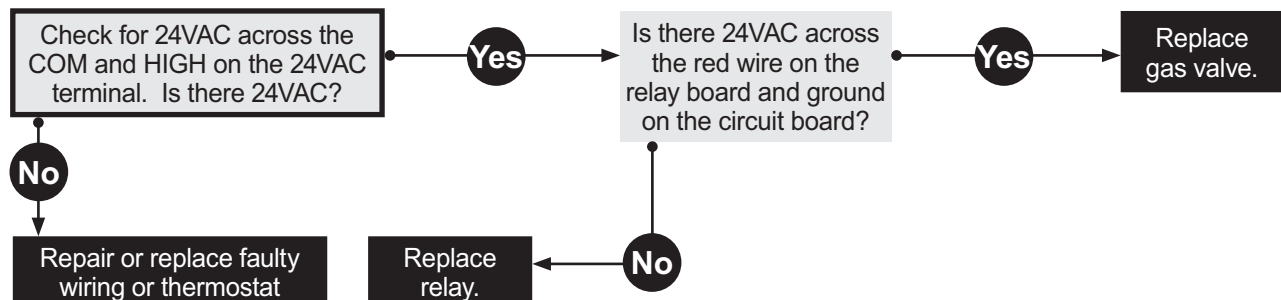 Check for 24VAC across the
COM and HIGH on the 24VAC
terminal. Is there 24VAC?
Yes
Is there 24VAC across
the red wire on the
relay board and ground
on the circuit board?
Yes
Replace
gas valve.
No
Repair or replace faulty
wiring or thermostat
No
Replace
relay.